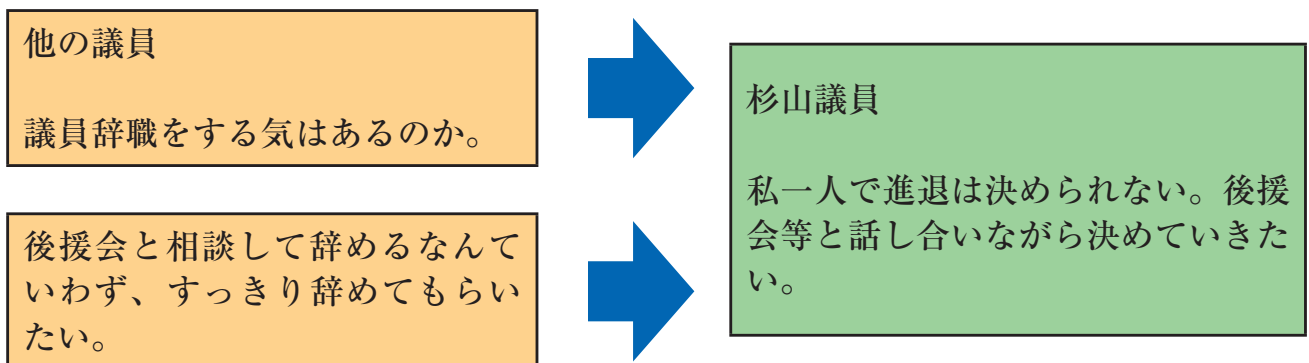 他の議員
議員辞職をする気はあるのか。
後援会と相談して辞めるなんて
いわず、すっきり辞めてもらい
たい。
杉山議員
私一人で進退は決められない。後援
会等と話し合いながら決めていきた
い。